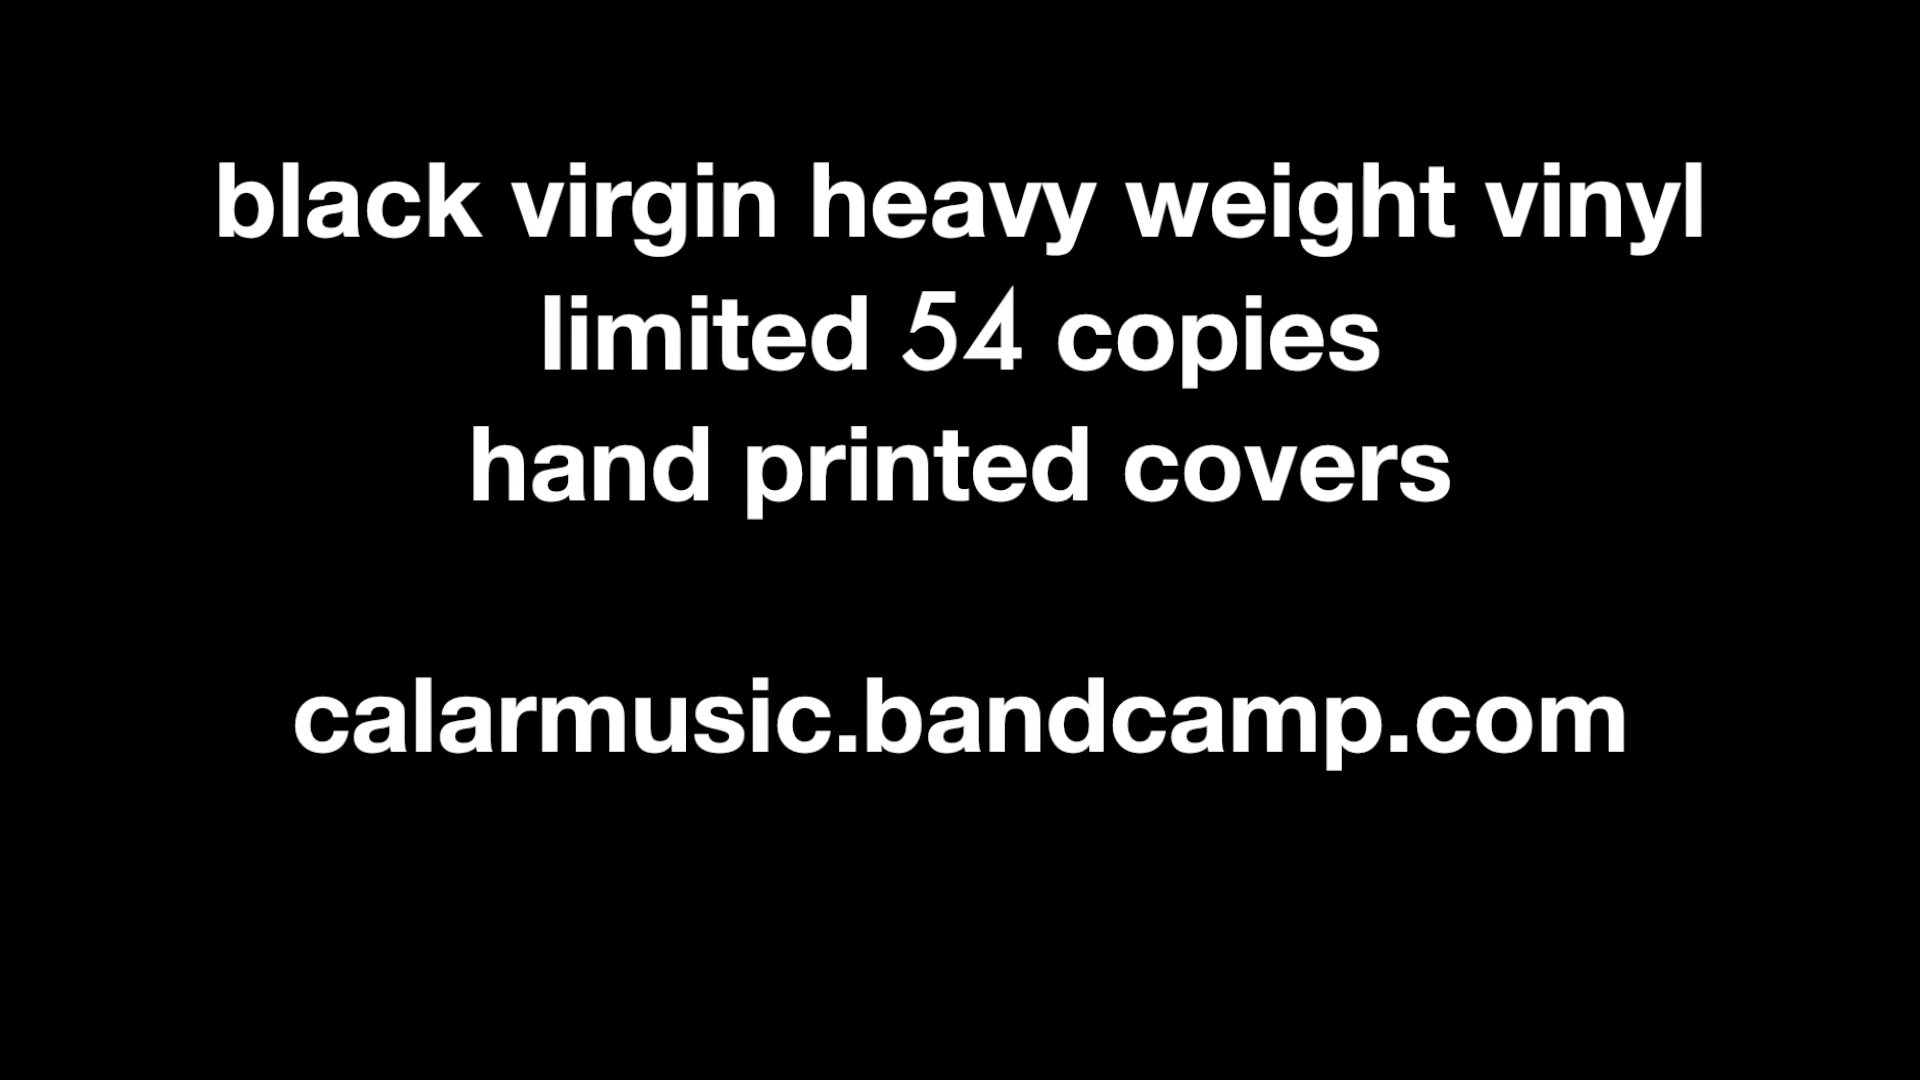 black virgin heavy weight vinyl
limited 54 copies
hand printed covers
calarmusic.bandcamp.com